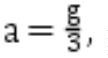 a = g/3,